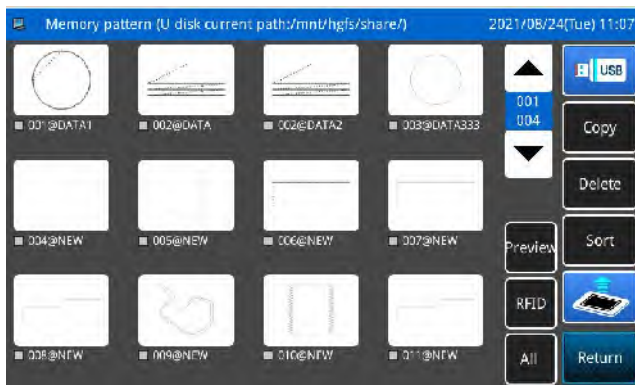 Memory pattern (U disk current path:/mnt/hgfs/share/) 2021/08/24(Tue) 11:07
USB
001@DATA1 002@DATA 002@DATA2 003@DATA333
001
004
Copy
Delete
004@NEW 005@NEW 006@NEW 007@NEW
Preview Sort
RFID
008@NEW 009@NEW 010@NEW 011@NEW
All Return